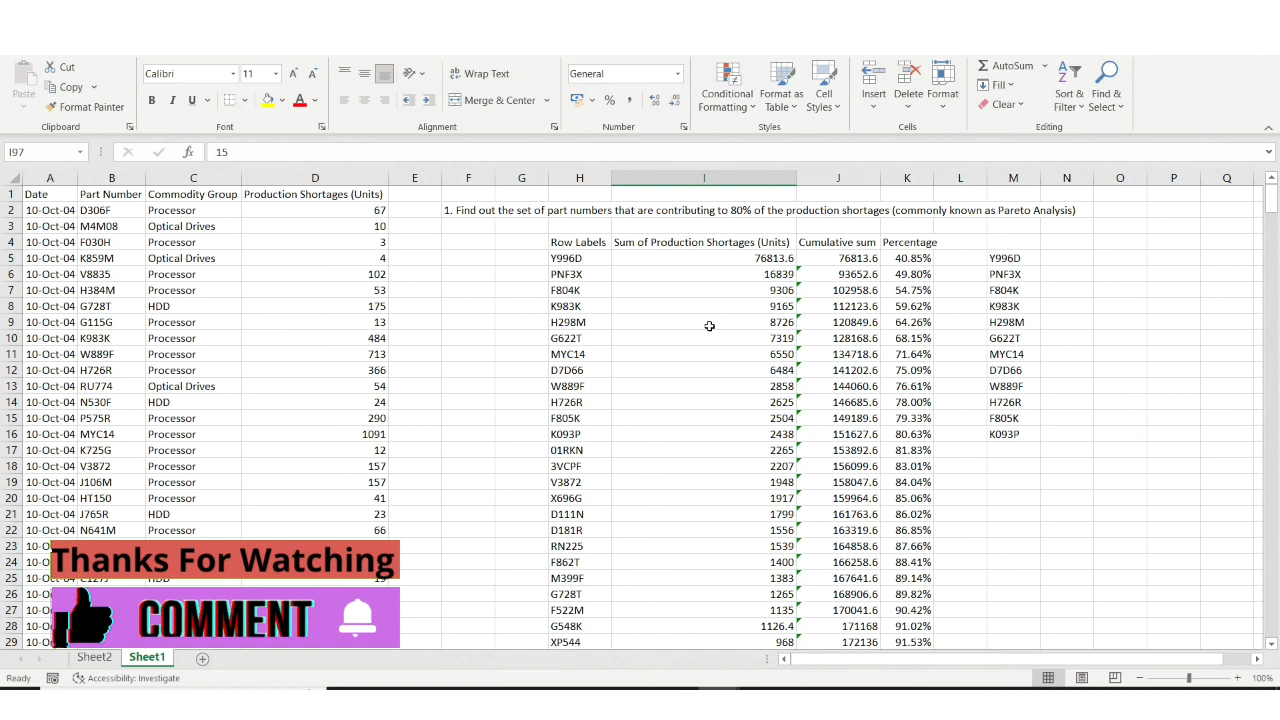 Cut
Copy
Format Painter
Paste
Clipboard
Calibri 11
A A
B I U
Font
Wrap Text
Merge & Center
Alignment
General
% ,
Number
Conditional Formatting
Format as Table
Cell Styles
Styles
Insert Delete Format
Cells
AutoSum
Fill
Clear
Sort & Filter
Find & Select
Editing
I97 fx 15
A B C D E F G H I J K L M N O P Q
1 Date Part Number Commodity Group Production Shortages (Units)
2 10-Oct-04 D306F Processor 67 1. Find out the set of part numbers that are contributing to 80% of the production shortages (commonly known as Pareto Analysis)
3 10-Oct-04 M4M08 Optical Drives 10
4 10-Oct-04 F030H Processor 3 Row Labels Sum of Production Shortages (Units) Cumulative sum Percentage
5 10-Oct-04 K859M Optical Drives 4 Y996D 76813.6 76813.6 40.85% Y996D
6 10-Oct-04 V8835 Processor 102 PNF3X 16839 93652.6 49.80% PNF3X
7 10-Oct-04 H384M Processor 53 F804K 9306 102958.6 54.75% F804K
8 10-Oct-04 G728T HDD 175 K983K 9165 112123.6 59.62% K983K
9 10-Oct-04 G115G Processor 13 H298M 8726 120849.6 64.26% H298M
10 10-Oct-04 K983K Processor 484 G622T 7319 128168.6 68.15% G622T
11 10-Oct-04 W889F Processor 713 MYC14 6550 134718.6 71.64% MYC14
12 10-Oct-04 H726R Processor 366 D7D66 6484 141202.6 75.09% D7D66
13 10-Oct-04 RU774 Optical Drives 54 W889F 2858 144060.6 76.61% W889F
14 10-Oct-04 N530F HDD 24 H726R 2625 146685.6 78.00% H726R
15 10-Oct-04 P575R Processor 290 F805K 2504 149189.6 79.33% F805K
16 10-Oct-04 MYC14 Processor 1091 K093P 2438 151627.6 80.63% K093P
17 10-Oct-04 K725G Processor 12 01RKN 2265 153892.6 81.83%
18 10-Oct-04 V3872 Processor 157 3VCPF 2207 156099.6 83.01%
19 10-Oct-04 J106M Processor 157 V3872 1948 158047.6 84.04%
20 10-Oct-04 HT150 Processor 41 X696G 1917 159964.6 85.06%
21 10-Oct-04 J765R HDD 23 D111N 1799 161763.6 86.02%
22 10-Oct-04 N641M Processor 66 D181R 1556 163319.6 86.85%
23 RN225 1539 164858.6 87.66%
24 F862T 1400 166258.6 88.41%
25 M399F 1383 167641.6 89.14%
26 G728T 1265 168906.6 89.82%
27 F522M 1135 170041.6 90.42%
28 G548K 1126.4 171168 91.02%
29 XP544 968 172136 91.53%
Thanks For Watching
COMMENT
Sheet2 Sheet1
Ready Accessibility: Investigate 100%